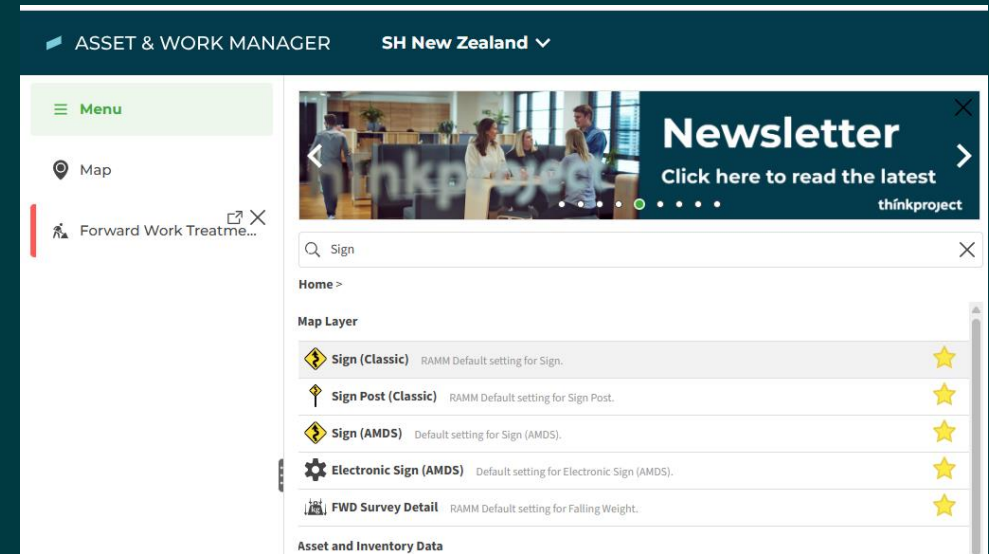 ASSET & WORK MANAGER SH New Zealand
Menu
Map
Forward Work Treatme...
thinkproject
Newsletter
Click here to read the latest
thinkproject
Sign
Home >
Map Layer
Sign (Classic) RAMM Default setting for Sign.
Sign Post (Classic) RAMM Default setting for Sign Post.
Sign (AMDS) Default setting for Sign (AMDS).
Electronic Sign (AMDS) Default setting for Electronic Sign (AMDS).
FWD Survey Detail RAMM Default setting for Falling Weight.
Asset and Inventory Data